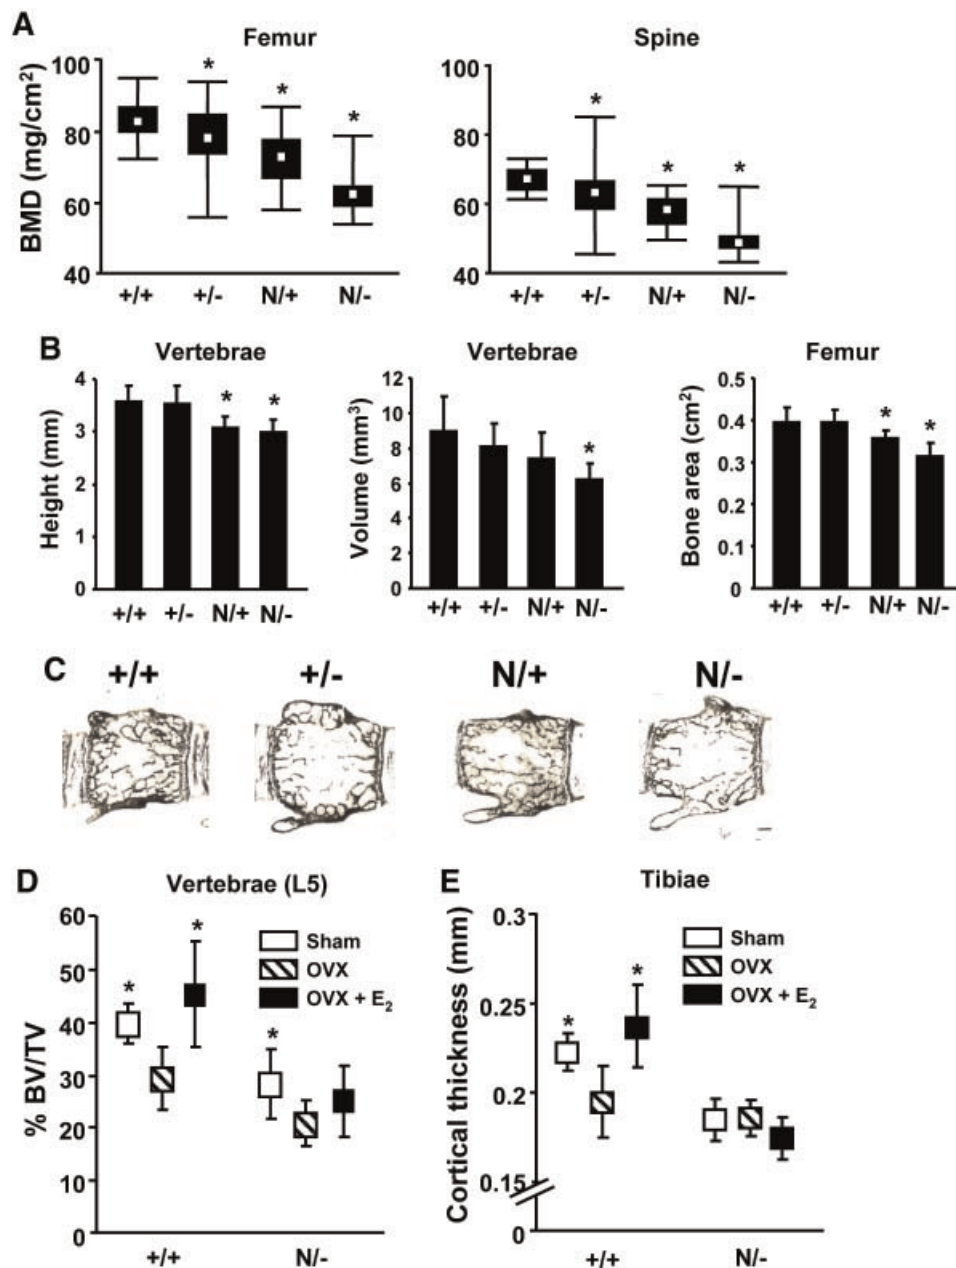 A
Femur
Spine
BMD (mg/cm²)
100
80
60
40
*
*
*
+/+
+/-
N/+
N/-
100
80
60
40
*
*
*
+/+
+/-
N/+
N/-
B
Vertebrae
Vertebrae
Femur
Height (mm)
4
3
2
1
0
*
*
+/+
+/-
N/+
N/-
Volume (mm³)
12
10
8
6
4
2
0
*
+/+
+/-
N/+
N/-
Bone area (cm²)
0.5
0.4
0.3
0.2
0.1
0
*
*
+/+
+/-
N/+
N/-
C
+/+
+/-
N/+
N/-
D
Vertebrae (L5)
% BV/TV
60
50
40
30
20
10
0
*
*
*
Sham
OVX
OVX + E₂
+/+
N/-
E
Tibiae
Cortical thickness (mm)
0.3
0.25
0.2
0.15
0
*
*
Sham
OVX
OVX + E₂
+/+
N/-